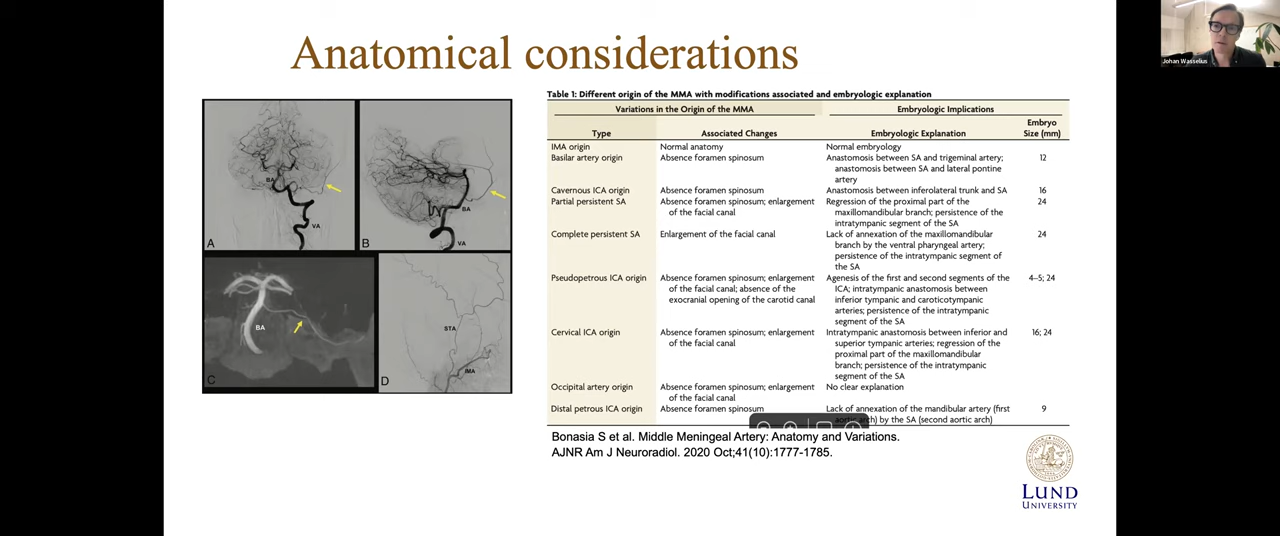 Anatomical considerations
Johan Wasselius
BA
VA
A
BA
VA
B
BA
C
STA
IMA
D
Table 1: Different origin of the MMA with modifications associated and embryologic explanation
Variations in the Origin of the MMA Embryologic Implications
Type Associated Changes Embryologic Explanation Embryo Size (mm)
IMA origin Normal anatomy Normal embryology
Basilar artery origin Absence foramen spinosum Anastomosis between SA and trigeminal artery; 12
anastomosis between SA and lateral pontine
artery
Cavernous ICA origin Absence foramen spinosum Anastomosis between inferolateral trunk and SA 16
Partial persistent SA Absence foramen spinosum; enlargement Regression of the proximal part of the 24
of the facial canal maxillomandibular branch; persistence of the
intratympanic segment of the SA
Complete persistent SA Enlargement of the facial canal Lack of annexation of the maxillomandibular 24
branch by the ventral pharyngeal artery;
persistence of the intratympanic segment of
the SA
Pseudopetrous ICA origin Absence foramen spinosum; enlargement Agenesis of the first and second segments of the 4–5; 24
of the facial canal; absence of the ICA; intratympanic anastomosis between
exocranial opening of the carotid canal inferior tympanic and caroticotympanic
arteries; persistence of the intratympanic
segment of the SA
Cervical ICA origin Absence foramen spinosum; enlargement Intratympanic anastomosis between inferior and 16; 24
of the facial canal superior tympanic arteries; regression of the
proximal part of the maxillomandibular
branch; persistence of the intratympanic
segment of the SA
Occipital artery origin Absence foramen spinosum; enlargement No clear explanation
of the facial canal
Distal petrous ICA origin Absence foramen spinosum Lack of annexation of the mandibular artery (first 9
arch) by the SA (second aortic arch)
Bonasia S et al. Middle Meningeal Artery: Anatomy and Variations.
AJNR Am J Neuroradiol. 2020 Oct;41(10):1777-1785.
LUND
UNIVERSITY